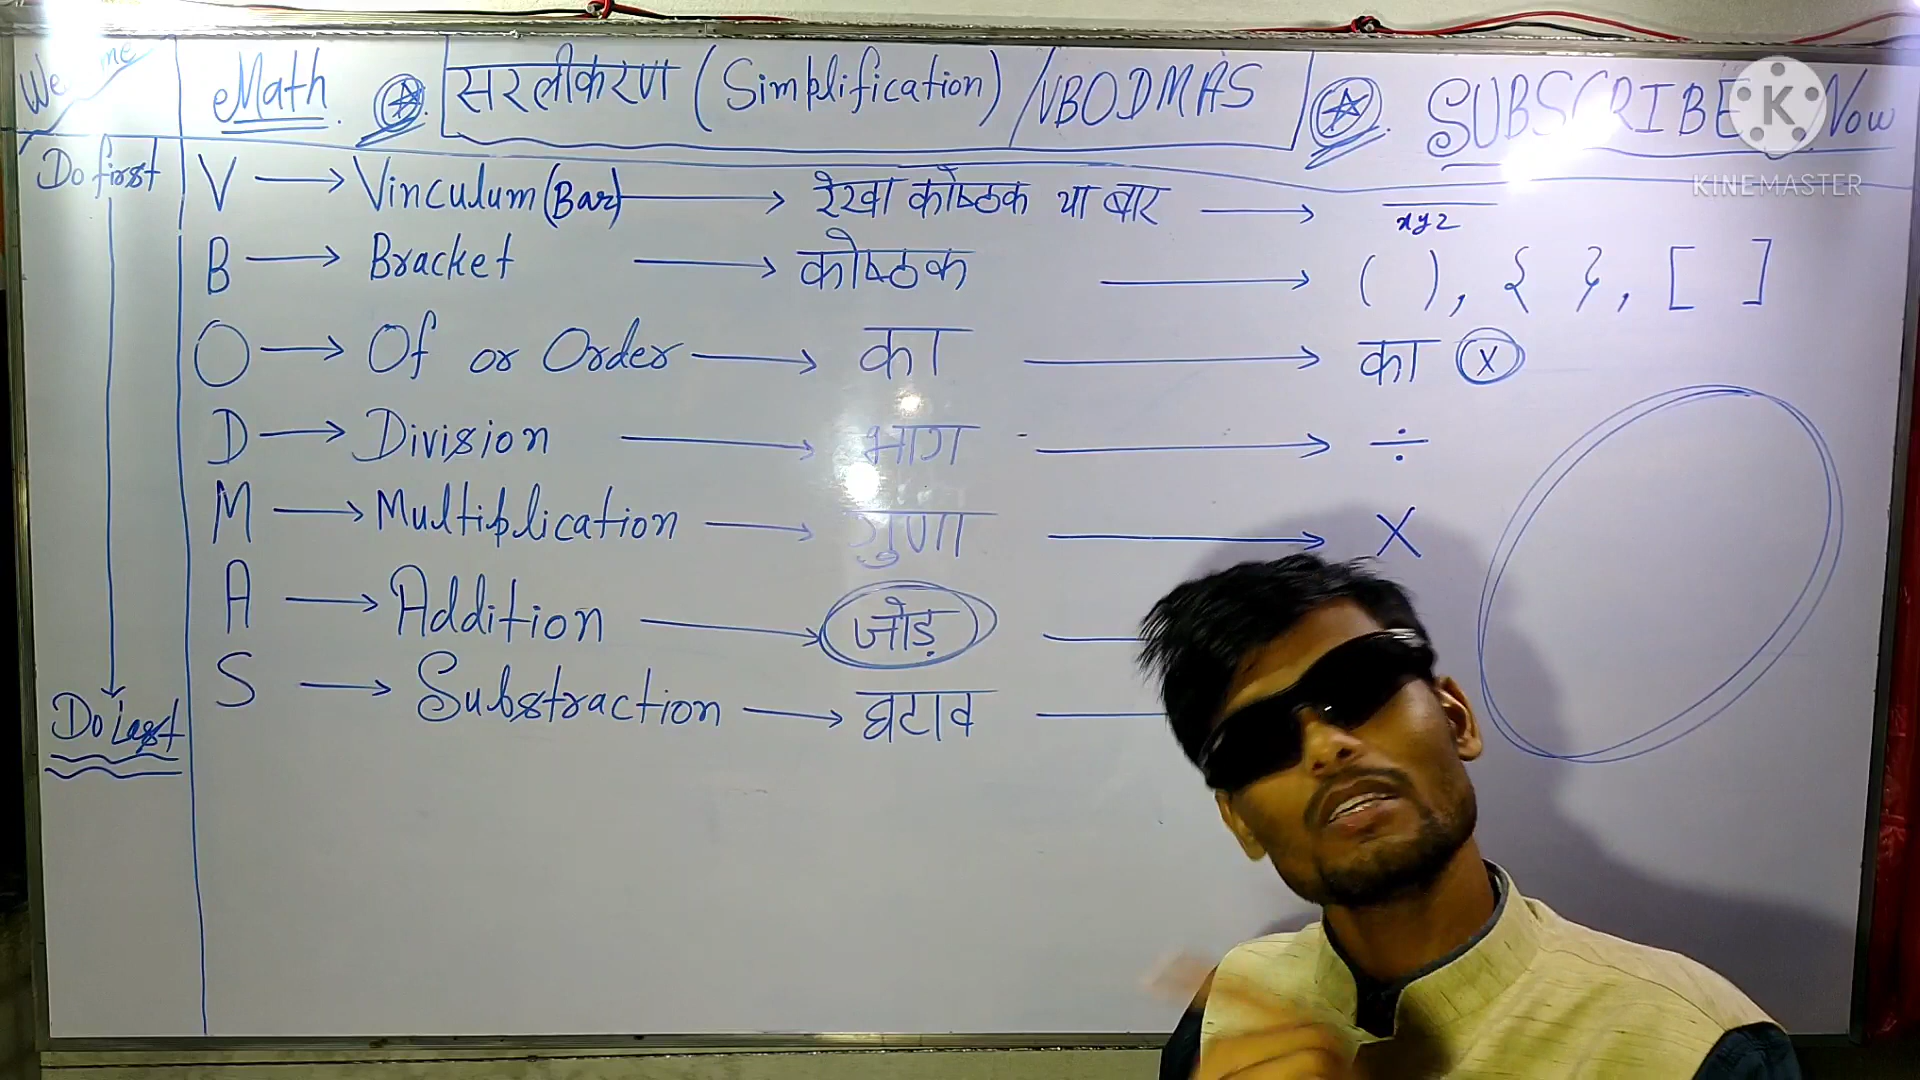 Welcome eMath सरलीकरण (Simplification) /VBODMAS SUBSCRIBE Now
KINEMASTER
Do first V → Vinculum (Bar) → रेखा कोष्ठक या बार → xyz
B → Bracket → कोष्ठक → ( ), { }, [ ]
O → Of or Order → का → का X
D → Division → भाग → ÷
M → Multiplication → गुणा → X
A → Addition → जोड़
Do Last S → Substraction → घटाव